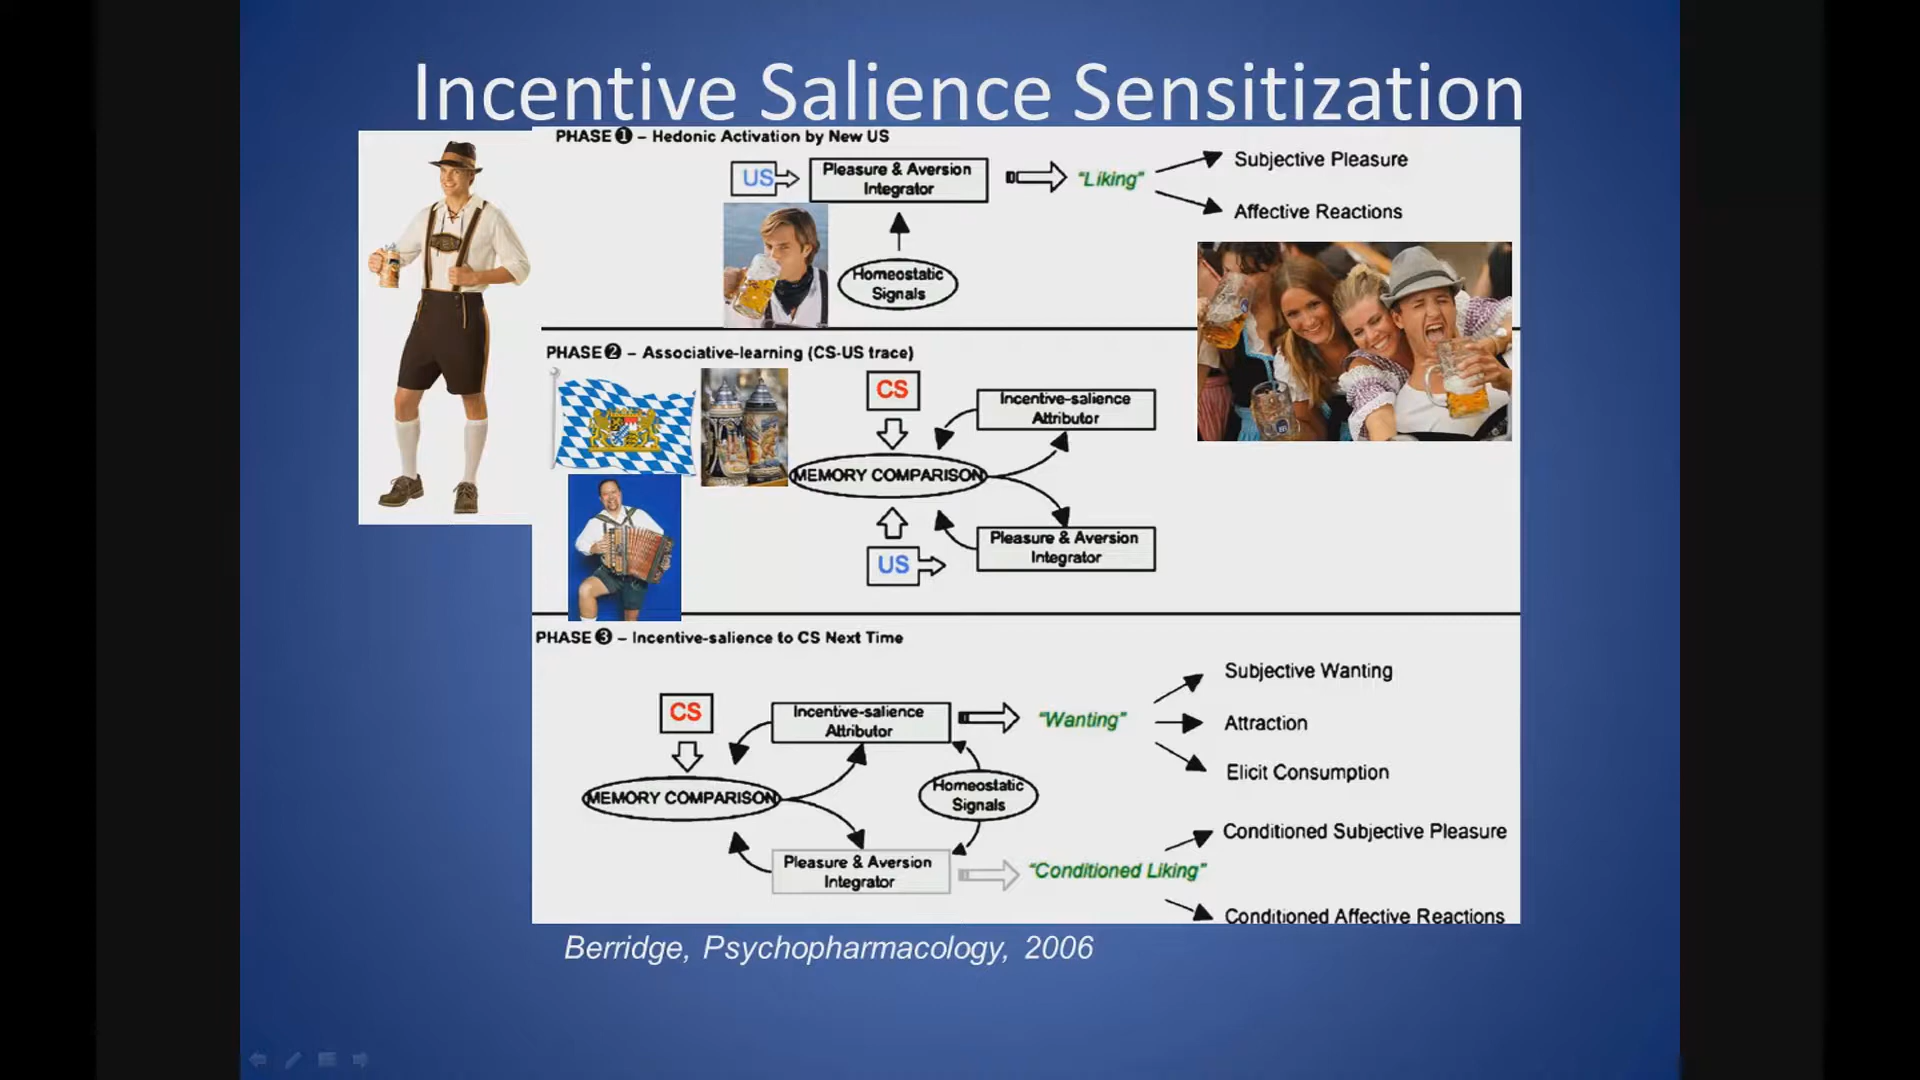 Incentive Salience Sensitization
PHASE ❶ – Hedonic Activation by New US
US
Pleasure & Aversion
Integrator
"Liking"
Subjective Pleasure
Affective Reactions
Homeostatic
Signals
PHASE ❷ – Associative-learning (CS-US trace)
CS
Incentive-salience
Attributor
MEMORY COMPARISON
US
Pleasure & Aversion
Integrator
PHASE ❸ – Incentive-salience to CS Next Time
CS
Incentive-salience
Attributor
"Wanting"
Subjective Wanting
Attraction
Elicit Consumption
MEMORY COMPARISON
Homeostatic
Signals
Pleasure & Aversion
Integrator
"Conditioned Liking"
Conditioned Subjective Pleasure
Conditioned Affective Reactions
Berridge, Psychopharmacology, 2006